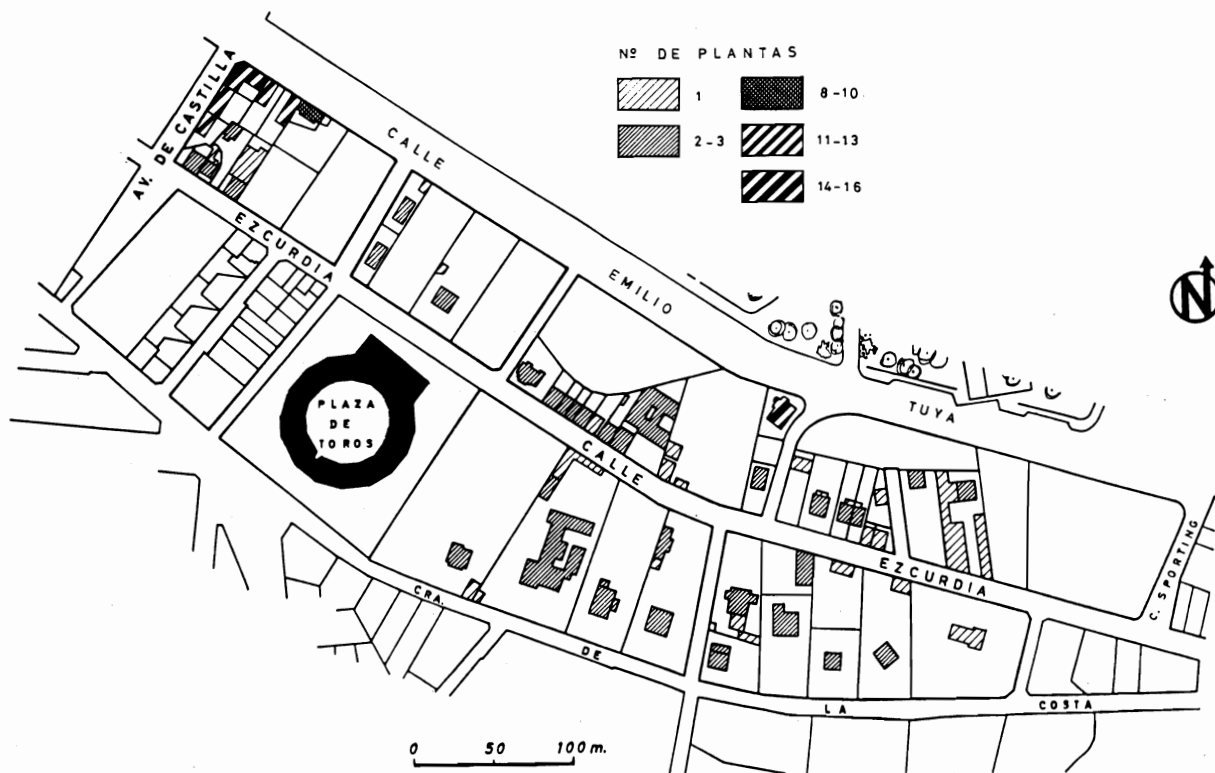 Nº DE PLANTAS
1
2-3
8-10
11-13
14-16
AV. DE CASTILLA
CALLE
EMILIO
TUYA
EZCURDIA
N
PLAZA
DE
TOROS
CALLE
EZCURDIA
C. SPORTING
CRA.
DE
LA
COSTA
0 50 100 m.